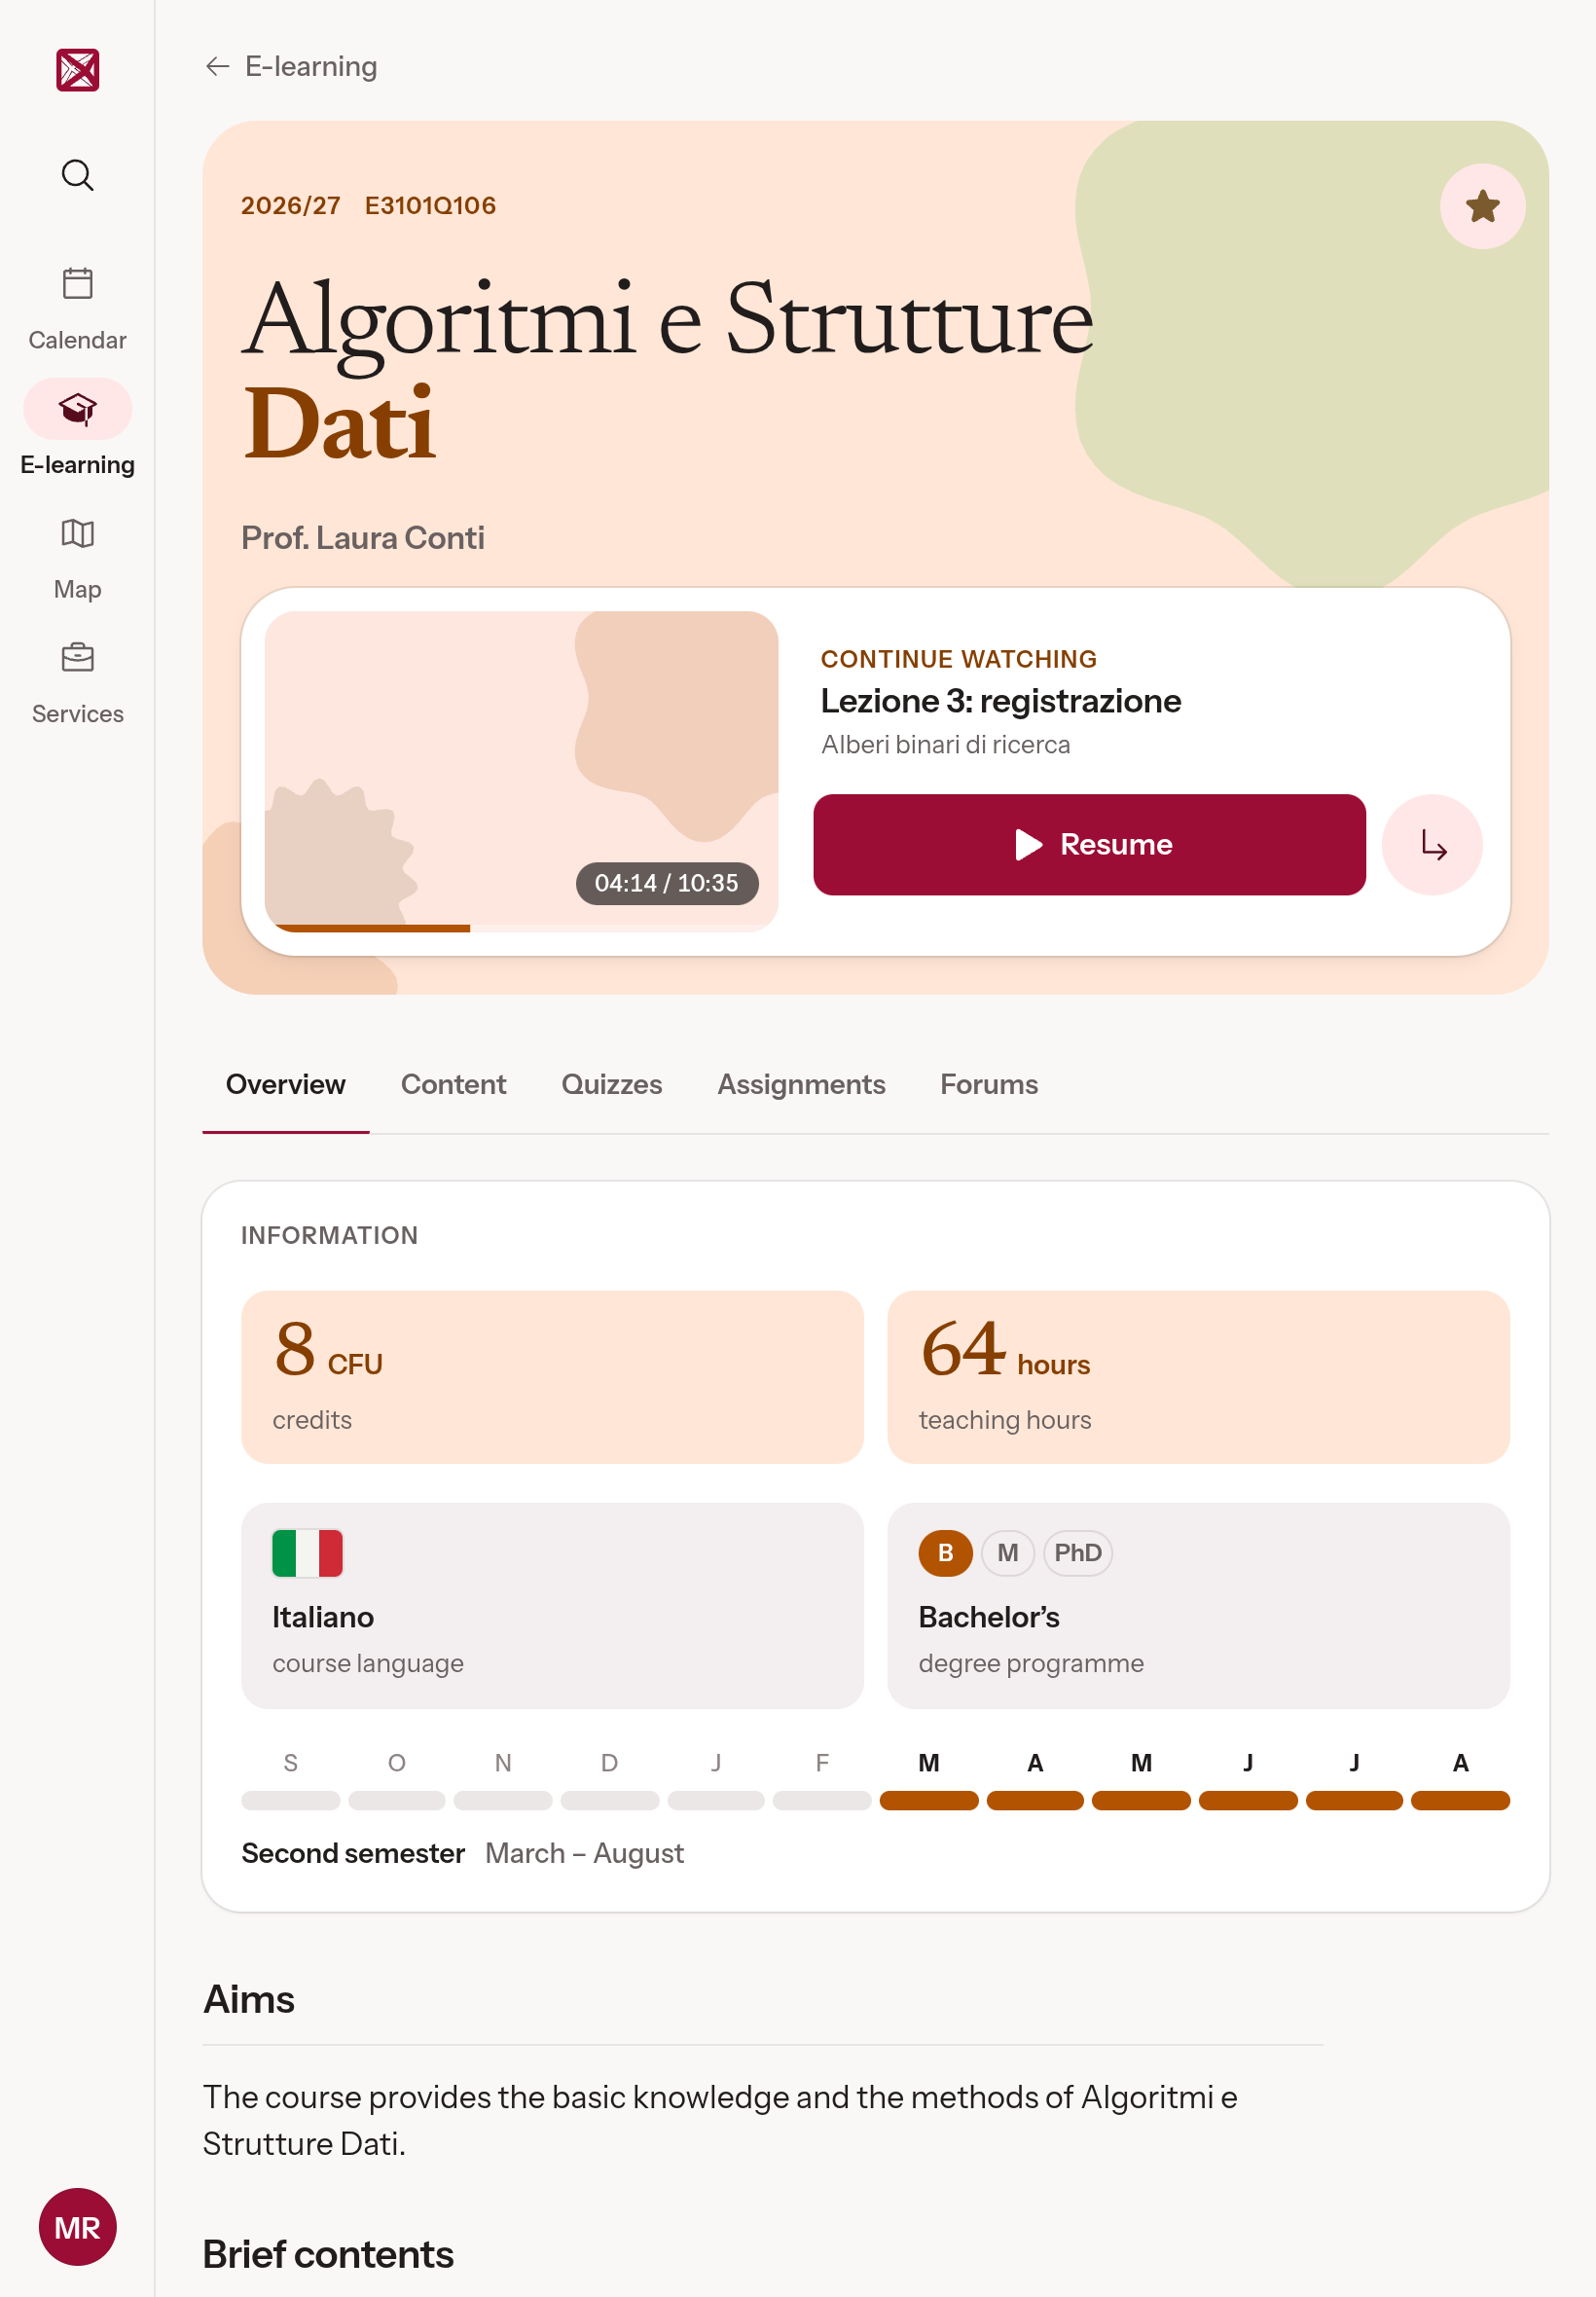 E-learning
Calendar
E-learning
Map
Services
MR
2026/27 E3101Q106
Algoritmi e Strutture
Dati
Prof. Laura Conti
04:14 / 10:35
CONTINUE WATCHING
Lezione 3: registrazione
Alberi binari di ricerca
Resume
Overview Content Quizzes Assignments Forums
INFORMATION
8 CFU
credits
64 hours
teaching hours
Italiano
course language
B M PhD
Bachelor’s
degree programme
S O N D J F M A M J J A
Second semester March – August
Aims
The course provides the basic knowledge and the methods of Algoritmi e
Strutture Dati.
Brief contents